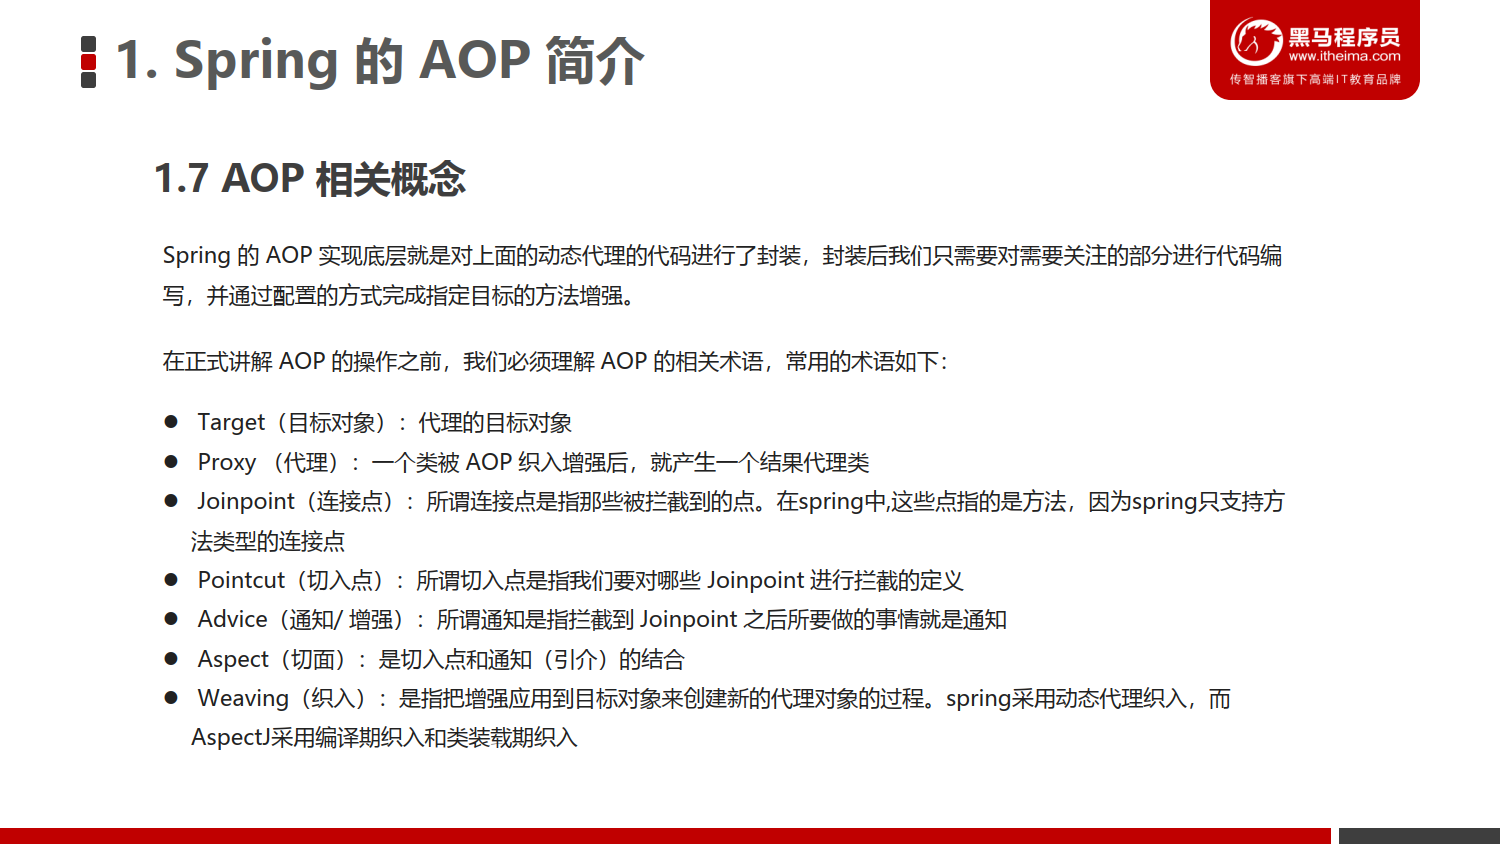 1. Spring 的 AOP 简介
黑马程序员
www.itheima.com
传智播客旗下高端IT教育品牌
1.7 AOP 相关概念
Spring 的 AOP 实现底层就是对上面的动态代理的代码进行了封装，封装后我们只需要对需要关注的部分进行代码编
写，并通过配置的方式完成指定目标的方法增强。
在正式讲解 AOP 的操作之前，我们必须理解 AOP 的相关术语，常用的术语如下：
● Target（目标对象）：代理的目标对象
● Proxy （代理）：一个类被 AOP 织入增强后，就产生一个结果代理类
● Joinpoint（连接点）：所谓连接点是指那些被拦截到的点。在spring中,这些点指的是方法，因为spring只支持方
法类型的连接点
● Pointcut（切入点）：所谓切入点是指我们要对哪些 Joinpoint 进行拦截的定义
● Advice（通知/ 增强）：所谓通知是指拦截到 Joinpoint 之后所要做的事情就是通知
● Aspect（切面）：是切入点和通知（引介）的结合
● Weaving（织入）：是指把增强应用到目标对象来创建新的代理对象的过程。spring采用动态代理织入，而
AspectJ采用编译期织入和类装载期织入